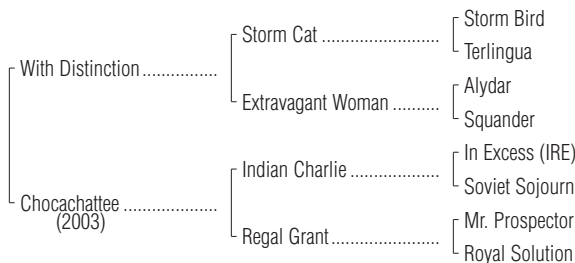 Storm Bird
Storm Cat ........................
Terlingua
With Distinction ...............
Alydar
Extravagant Woman ..........
Squander
In Excess (IRE)
Indian Charlie ...................
Soviet Sojourn
Chocachattee ...................
(2003)
Mr. Prospector
Regal Grant ......................
Royal Solution